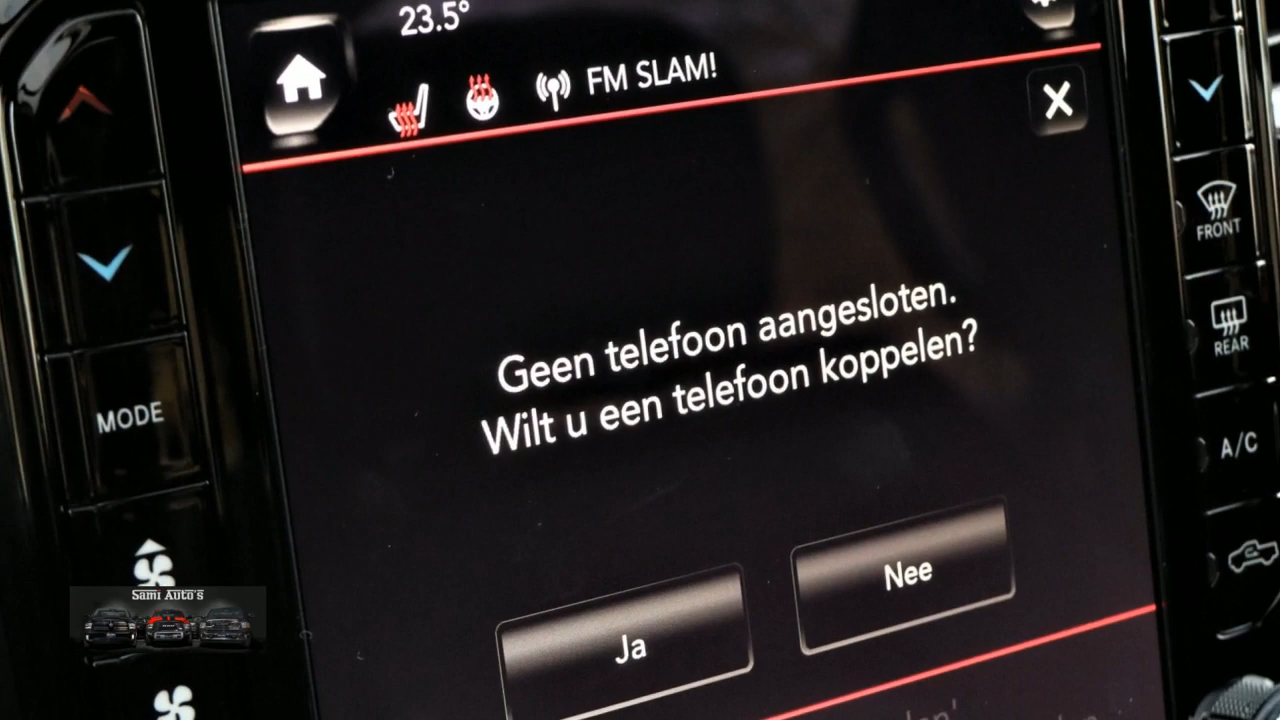 23.5°
FM SLAM!
Geen telefoon aangesloten.
Wilt u een telefoon koppelen?
Ja
Nee
MODE
FRONT
REAR
A/C
Sami Auto's